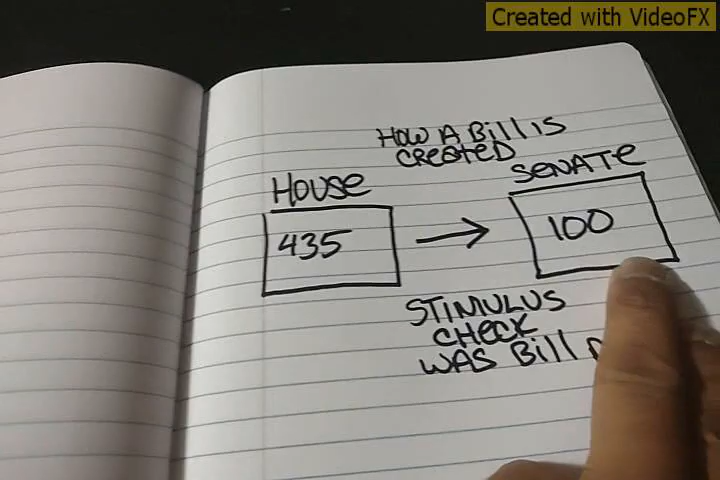 Created with VideoFX
HOW A Bill IS
CREATED
HOUSE
SENATE
435
100
STIMULUS
CHECK
WAS Bill